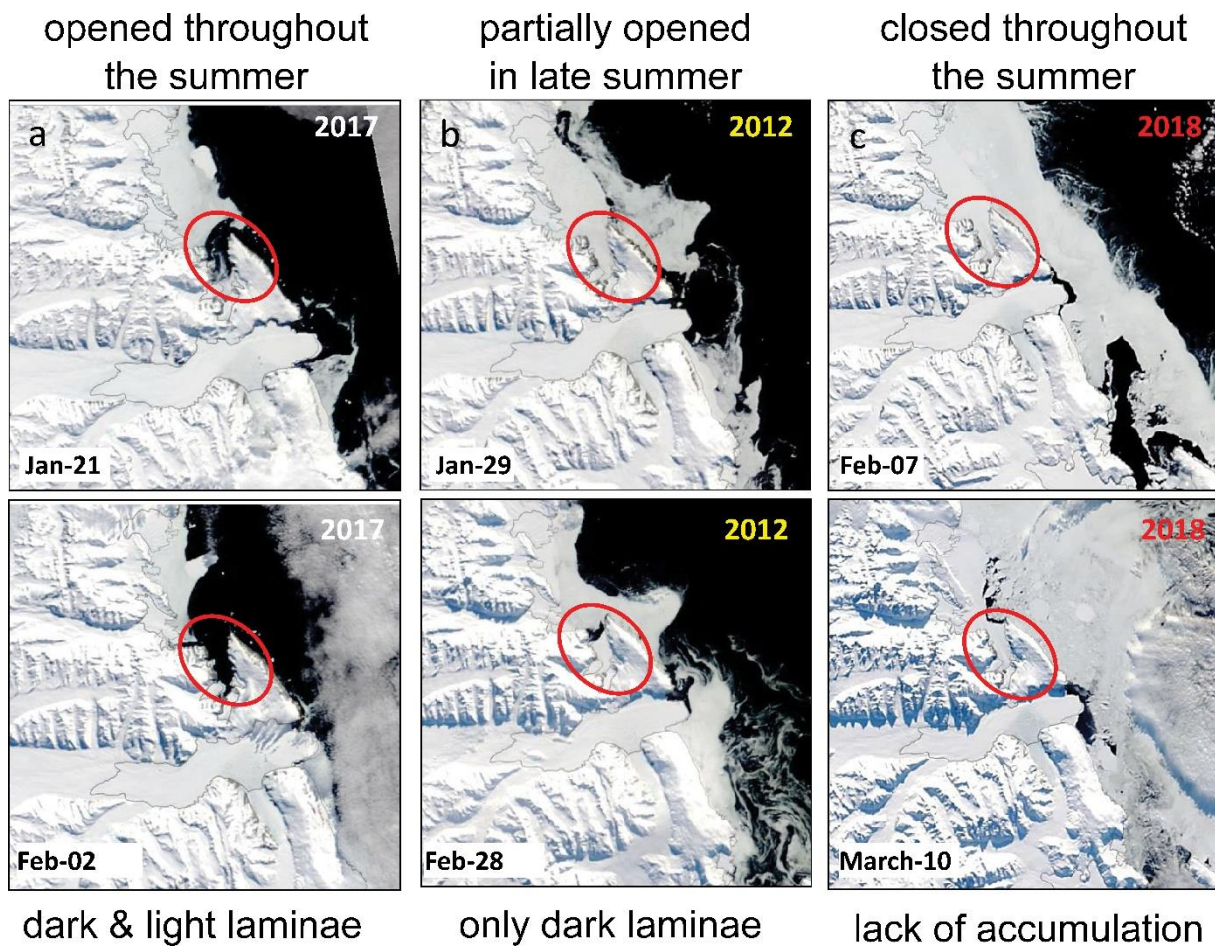 opened throughout
the summer
partially opened
in late summer
closed throughout
the summer
a
2017
b
2012
c
2018
Jan-21
Jan-29
Feb-07
2017
2012
2018
Feb-02
Feb-28
March-10
dark & light laminae
only dark laminae
lack of accumulation